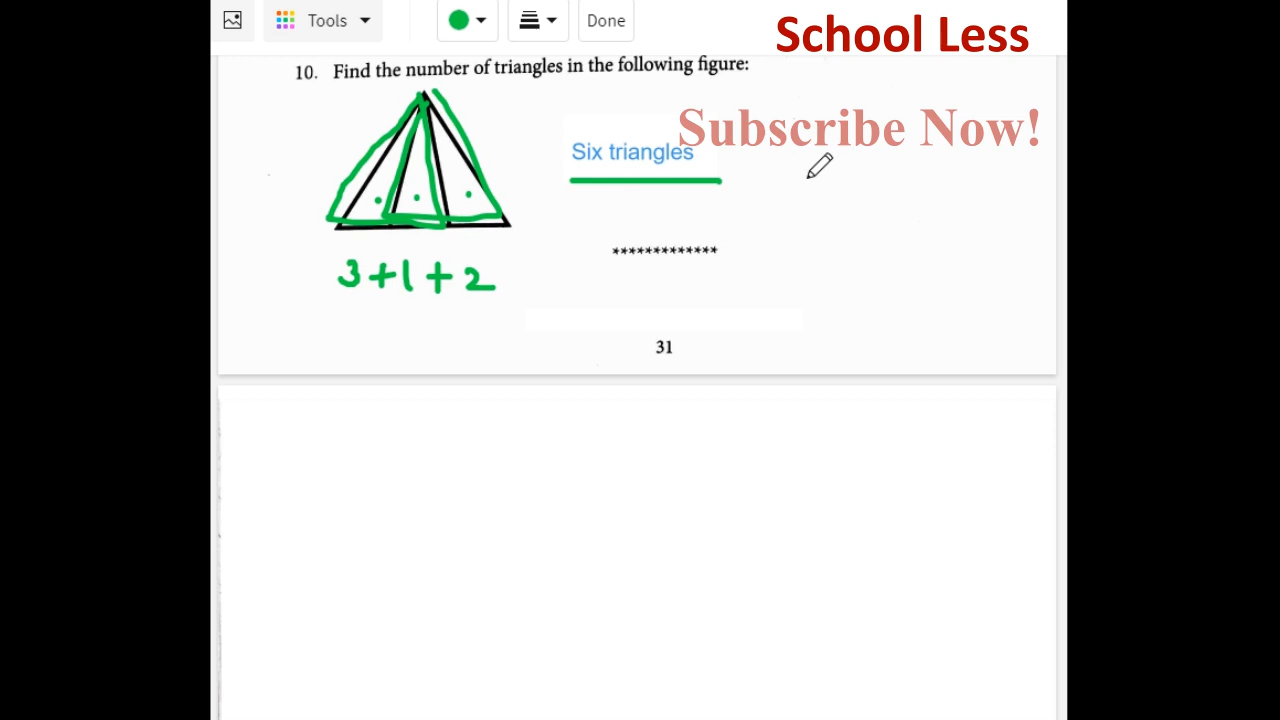 Tools
Done
School Less
10. Find the number of triangles in the following figure:
Subscribe Now!
Six triangles
*************
3+1+2
31